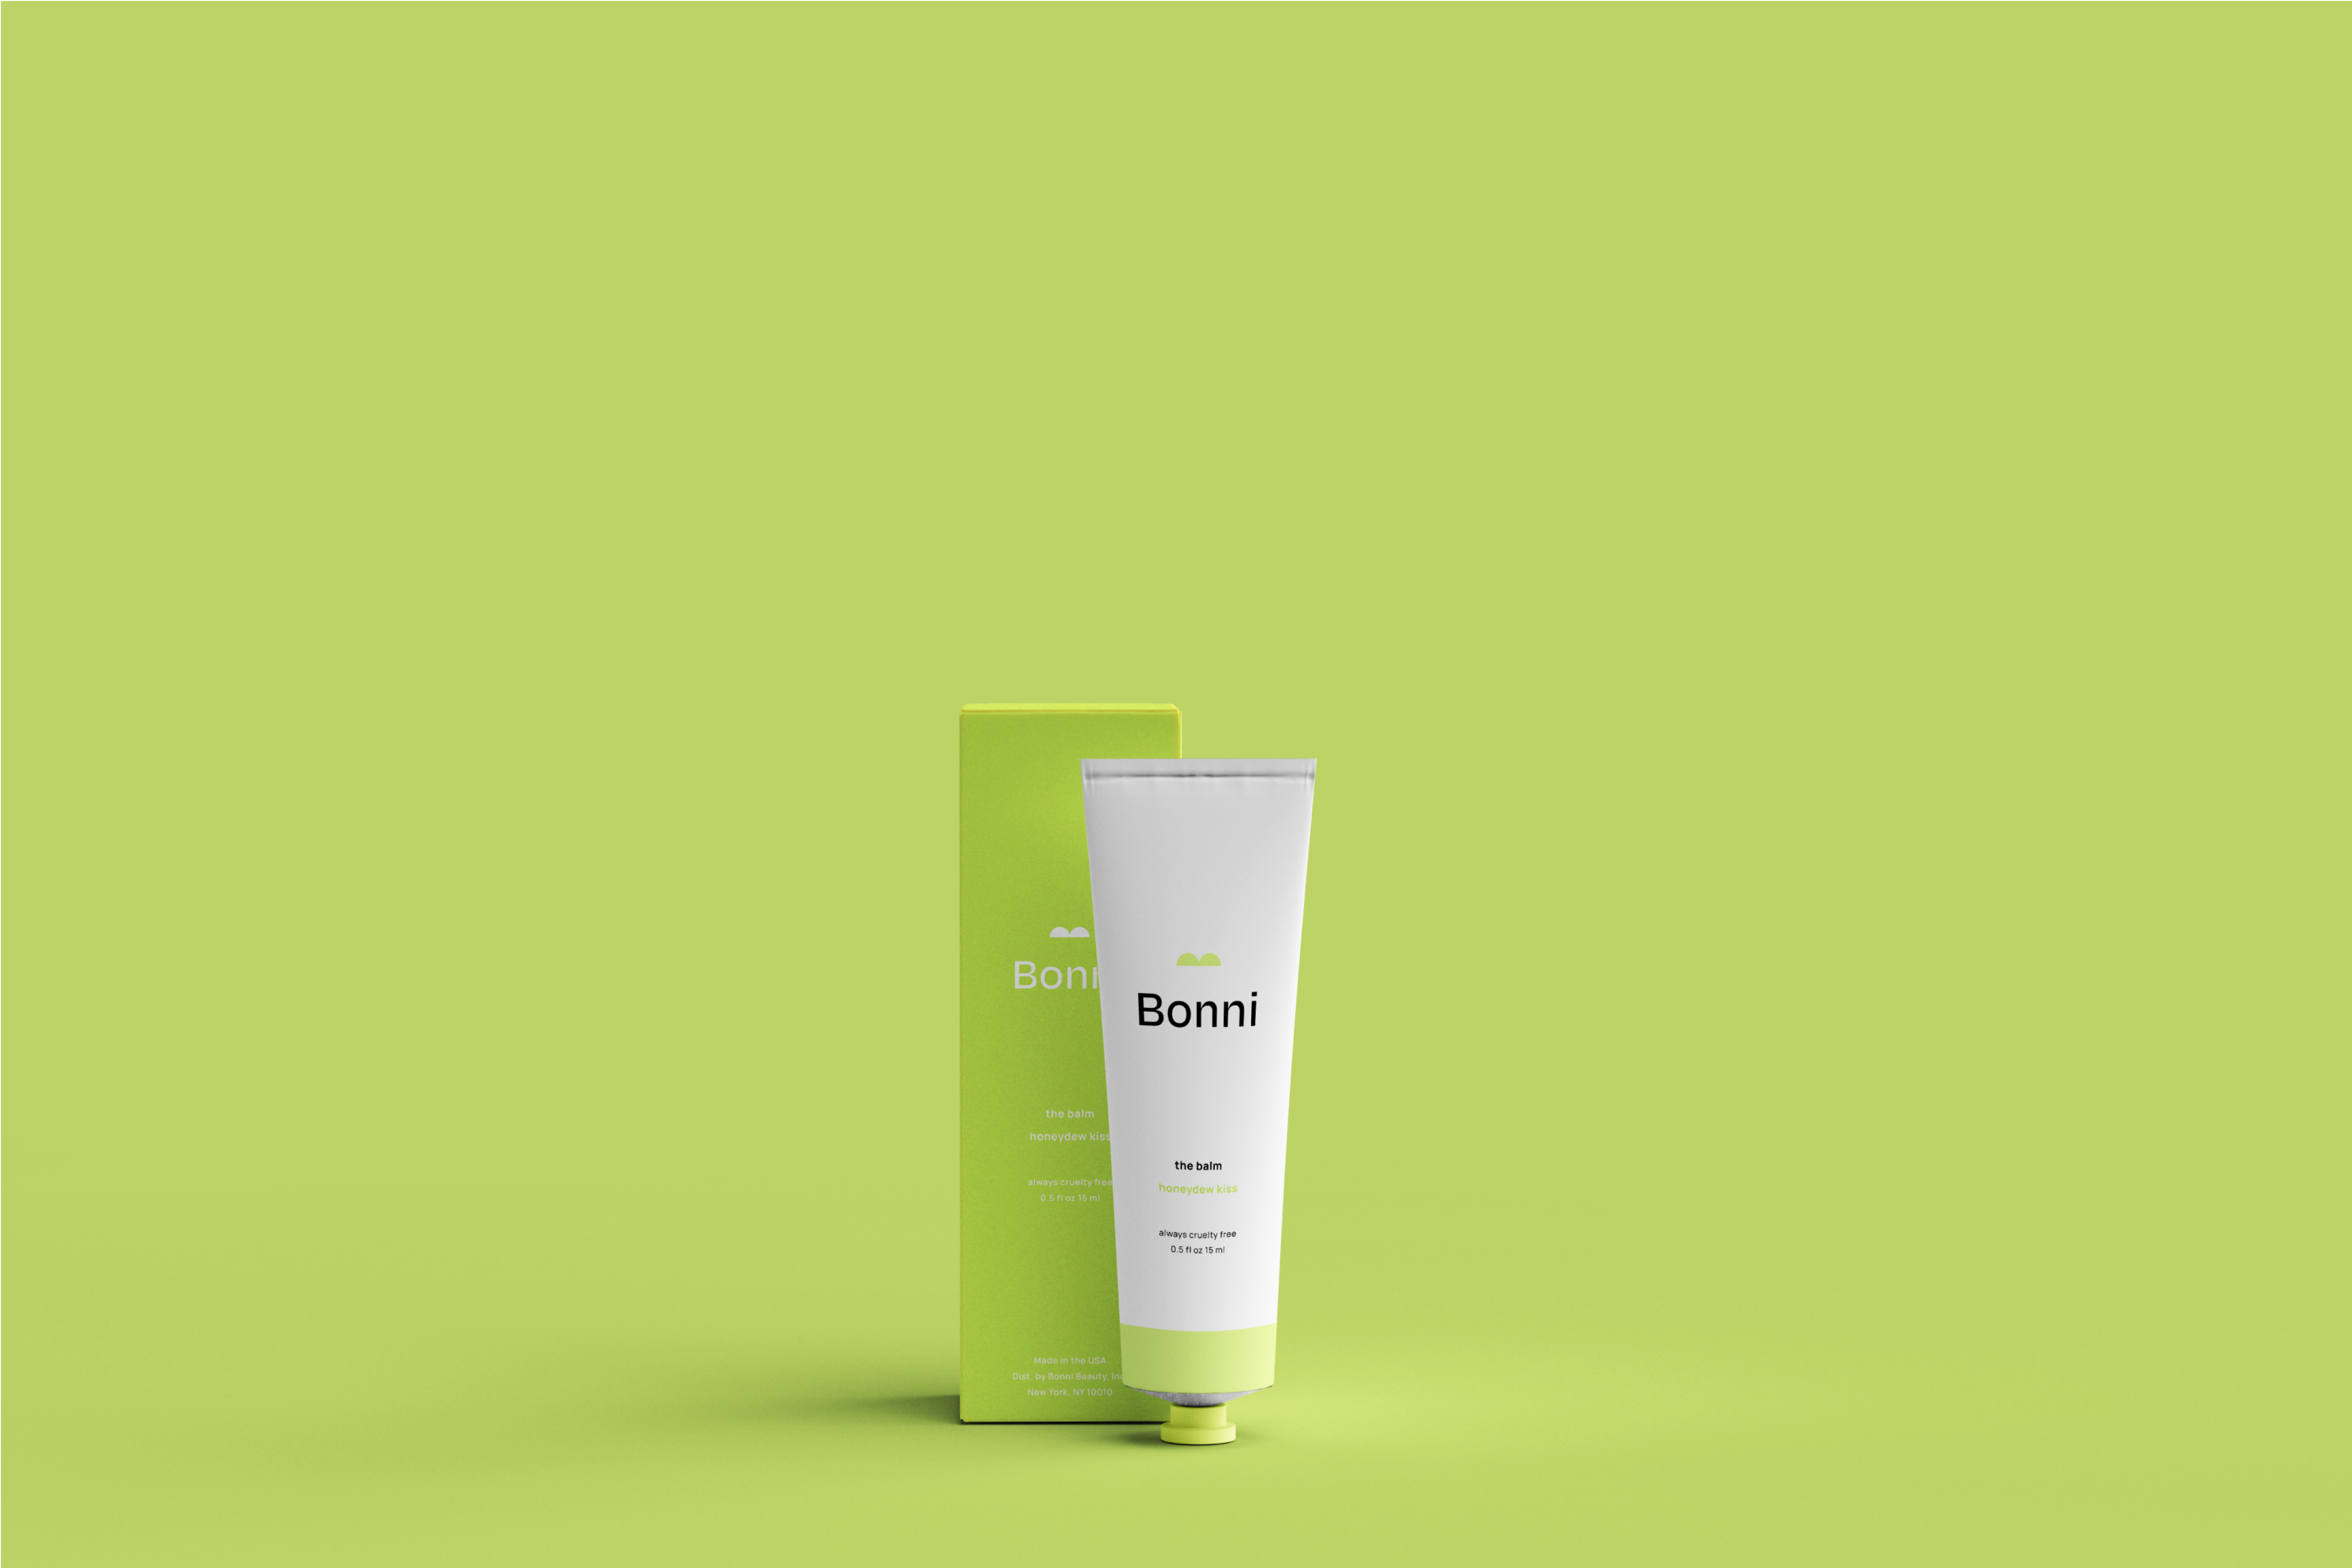 Bonn
the balm
honeydew kiss
always cruelty free
0.5 fl oz 15 ml
Made in the USA
Dist. by Bonni Beauty, Inc
New York, NY 10010
Bonni
the balm
honeydew kiss
always cruelty free
0.5 fl oz 15 ml